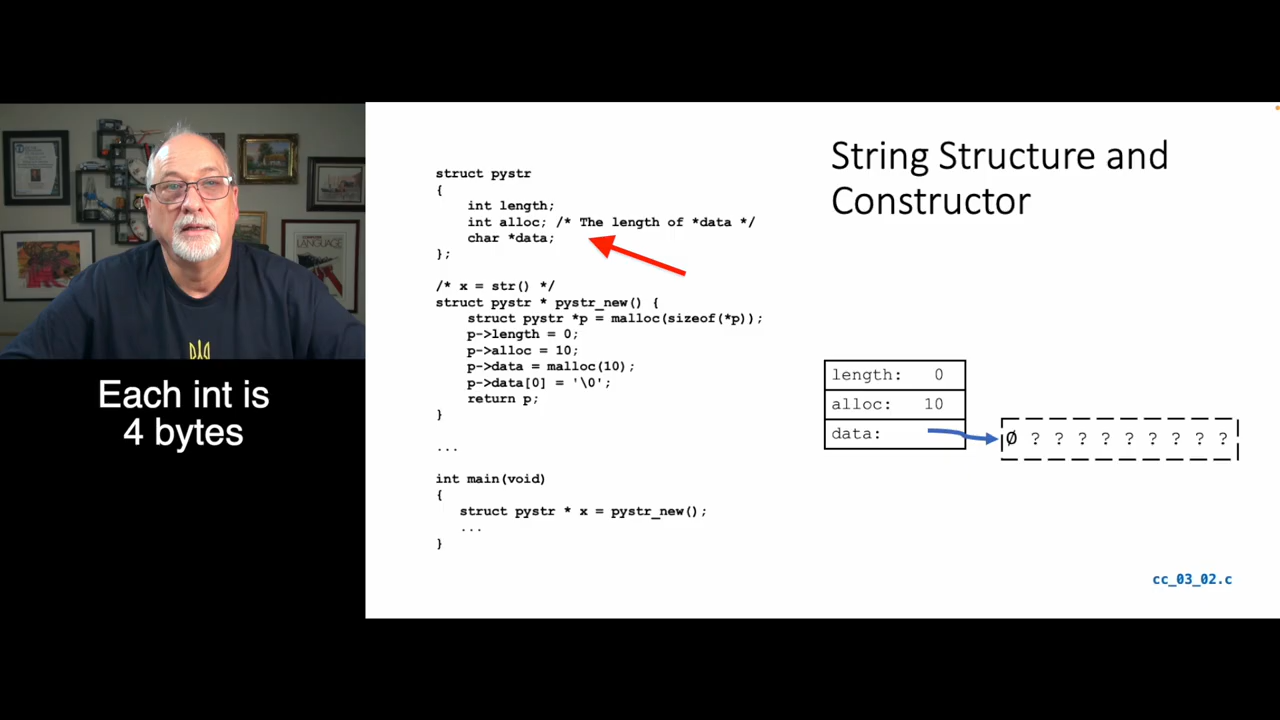 LANGUAGE
Each int is
4 bytes
String Structure and
Constructor
struct pystr
{
int length;
int alloc; /* The length of *data */
char *data;
};
/* x = str() */
struct pystr * pystr_new() {
struct pystr *p = malloc(sizeof(*p));
p->length = 0;
p->alloc = 10;
p->data = malloc(10);
p->data[0] = '\0';
return p;
}
...
int main(void)
{
struct pystr * x = pystr_new();
...
}
length: 0
alloc: 10
data:
Ø ? ? ? ? ? ? ? ? ?
cc_03_02.c